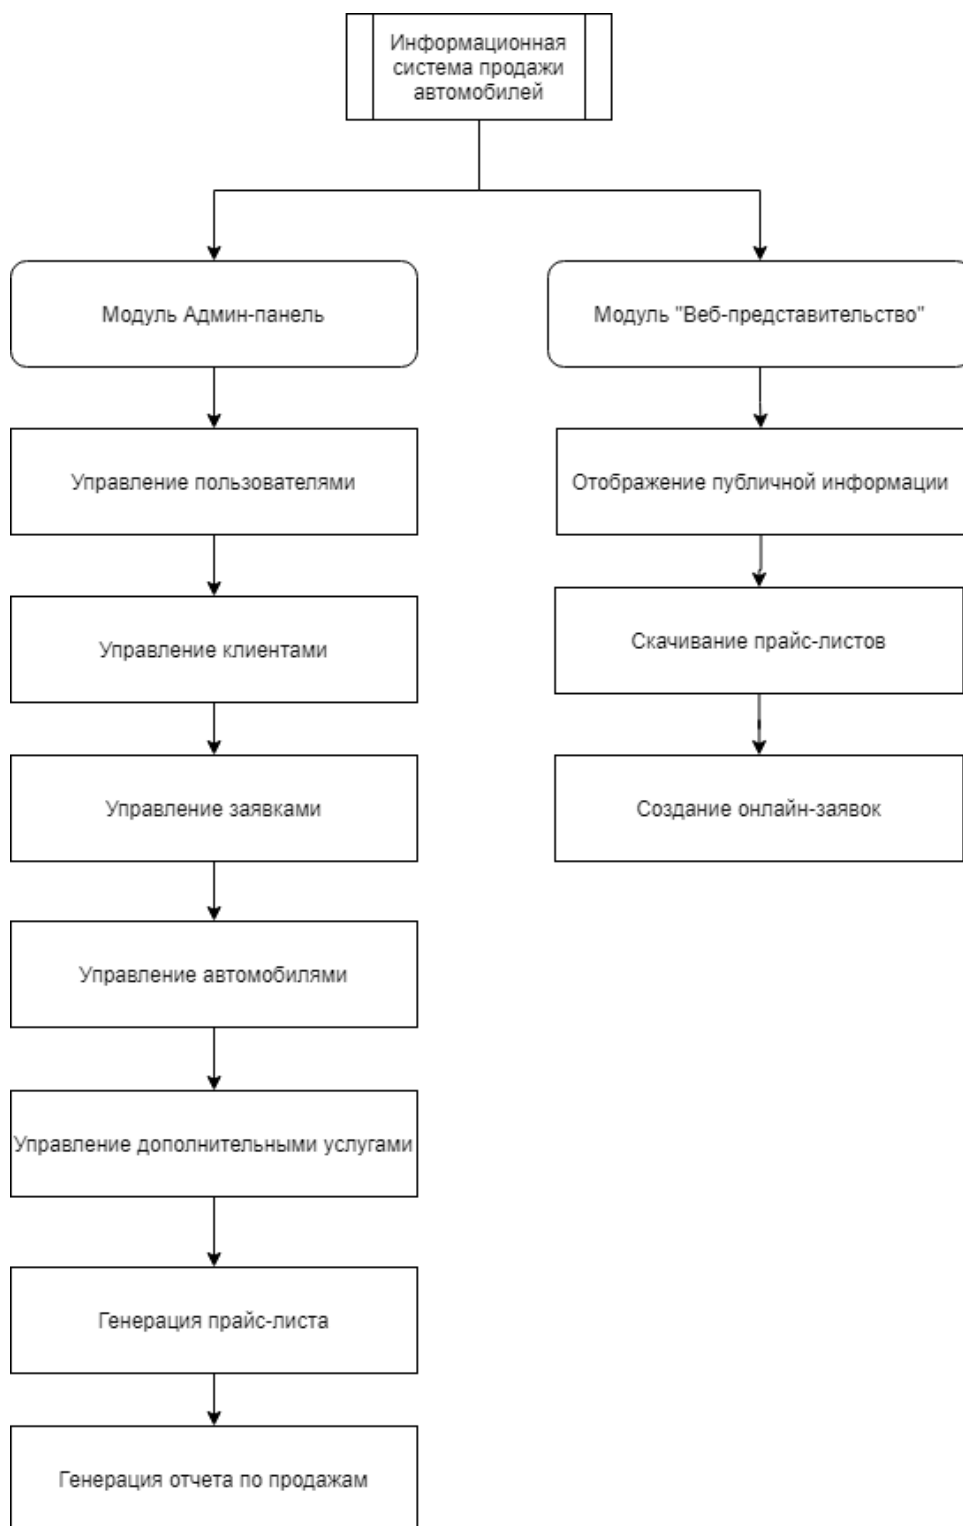 Информационная
система продажи
автомобилей
Модуль Админ-панель
Модуль "Веб-представительство"
Управление пользователями
Отображение публичной информации
Управление клиентами
Скачивание прайс-листов
Управление заявками
Создание онлайн-заявок
Управление автомобилями
Управление дополнительными услугами
Генерация прайс-листа
Генерация отчета по продажам